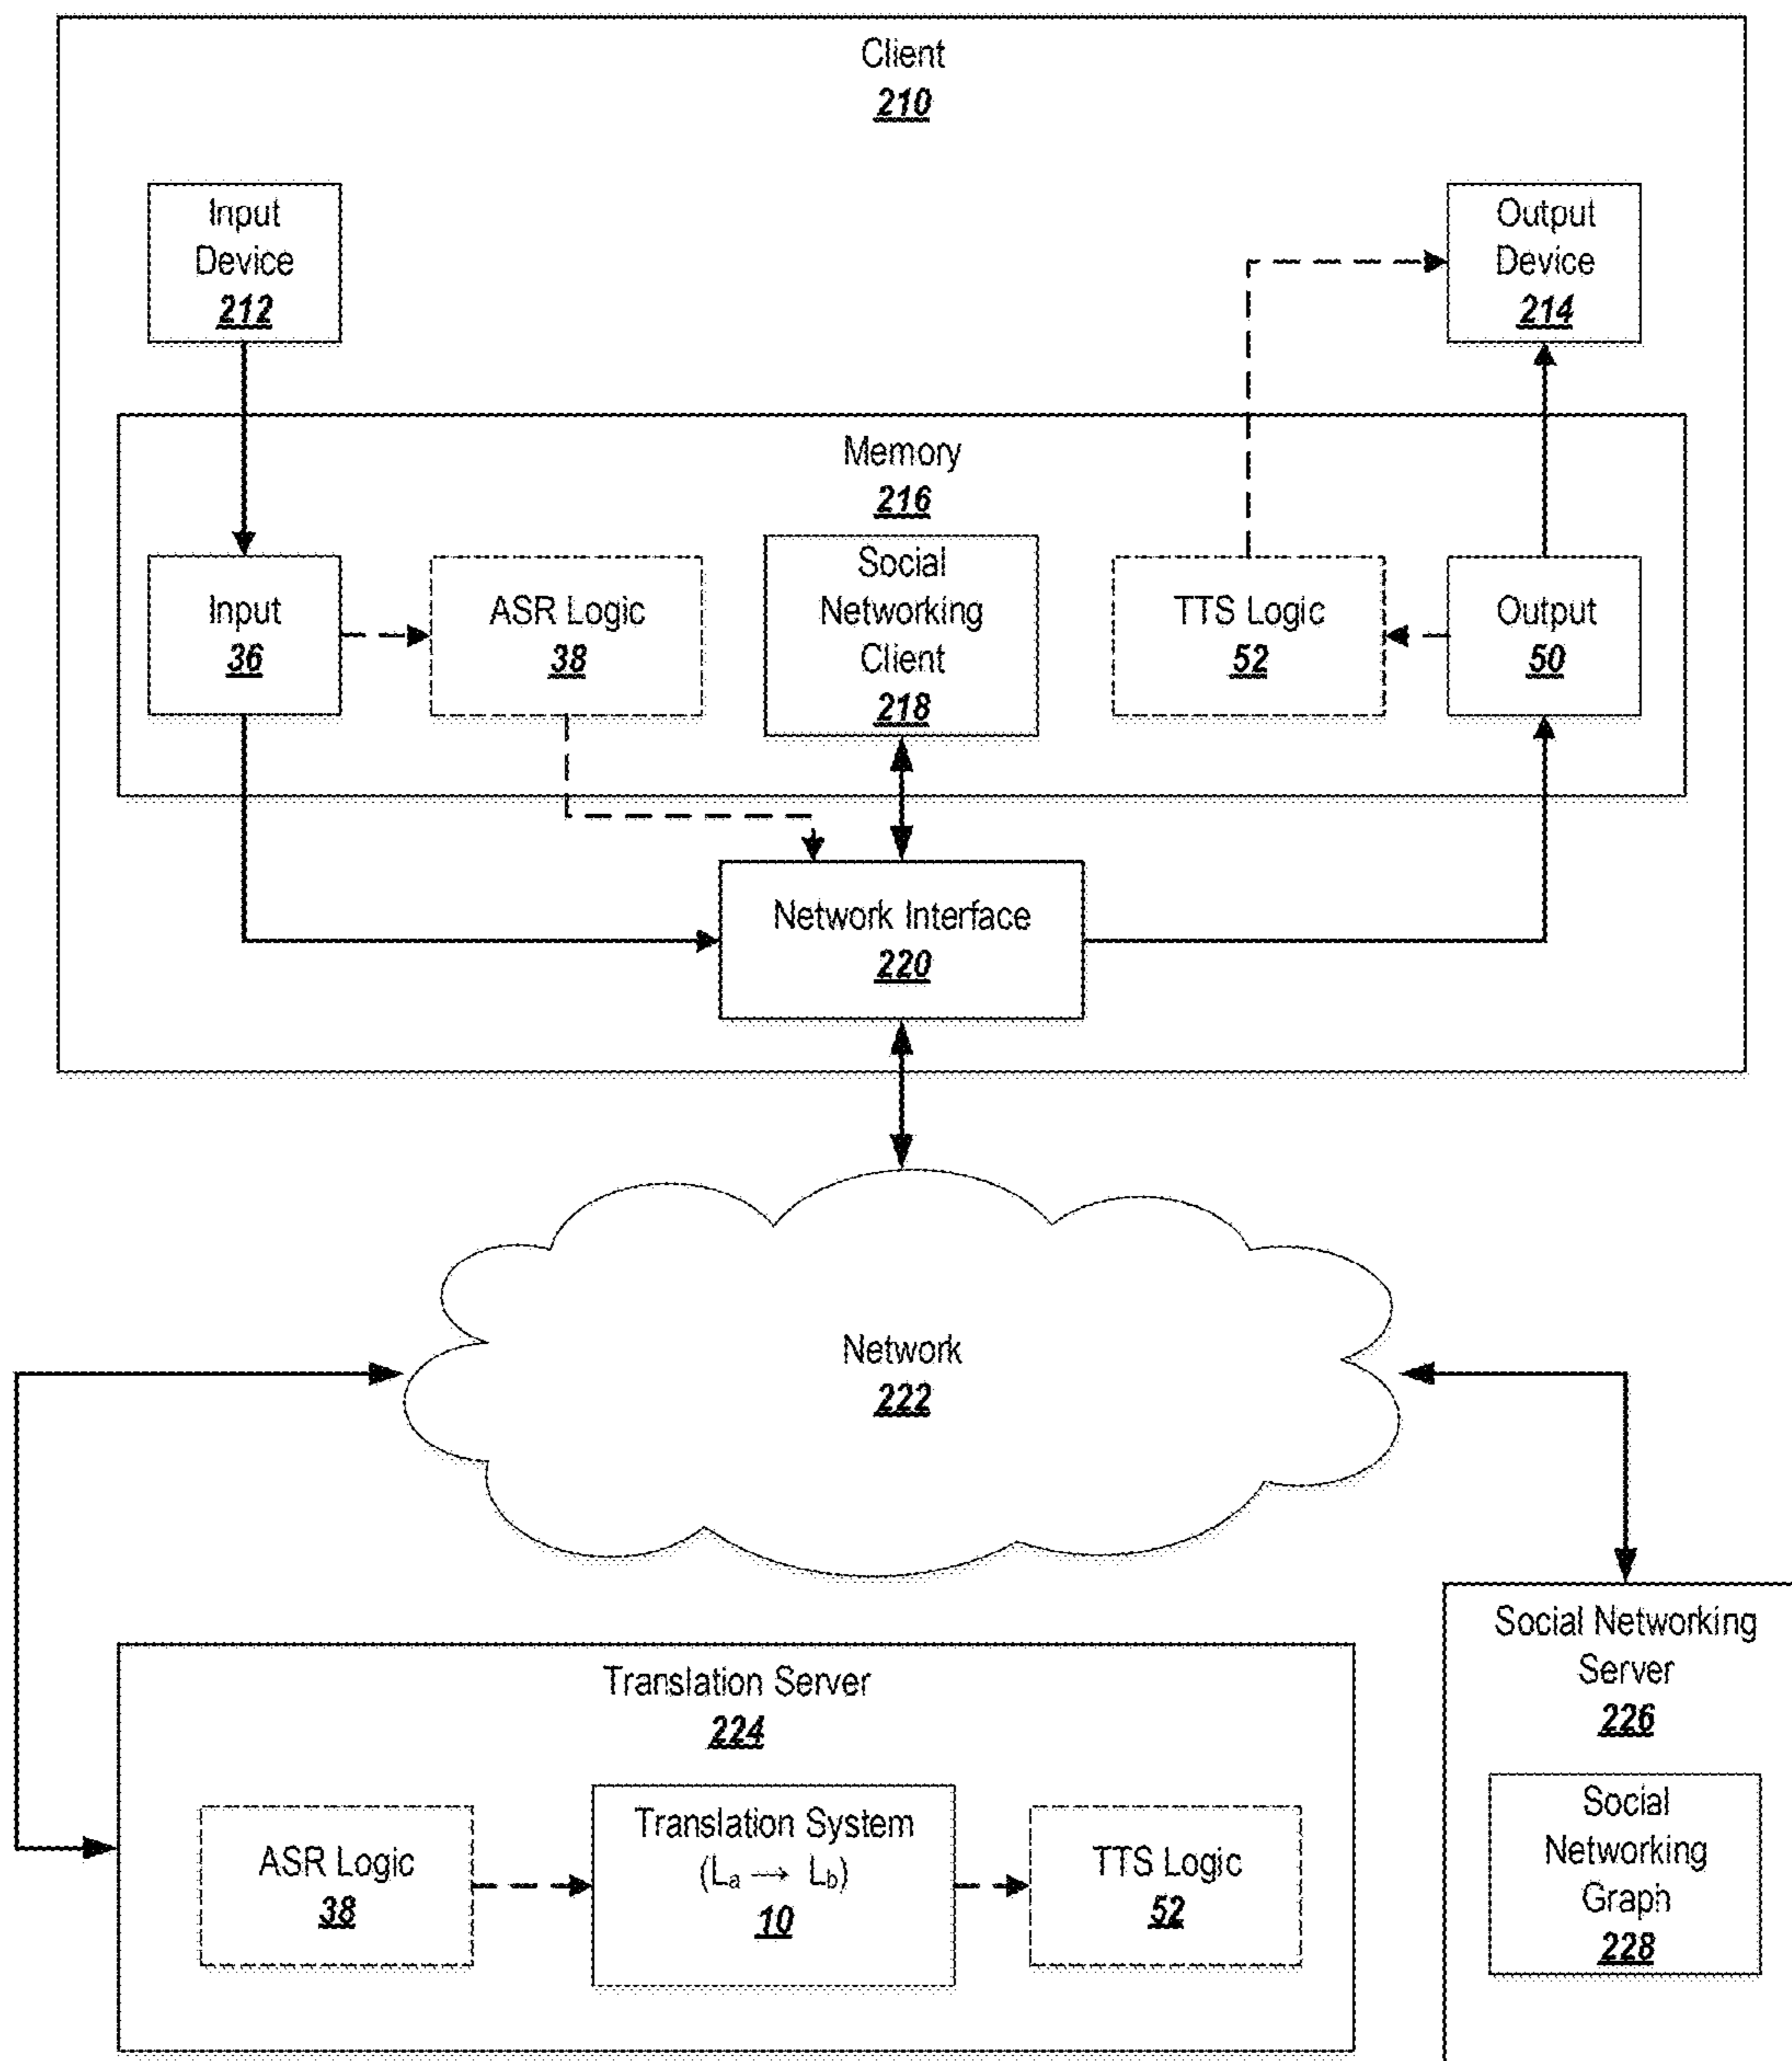 Client
210
Input
Device
212
Output
Device
214
Memory
216
Input
36
ASR Logic
38
Social
Networking
Client
218
TTS Logic
52
Output
50
Network Interface
220
Network
222
Translation Server
224
ASR Logic
38
Translation System
(La → Lb)
10
TTS Logic
52
Social Networking
Server
226
Social
Networking
Graph
228